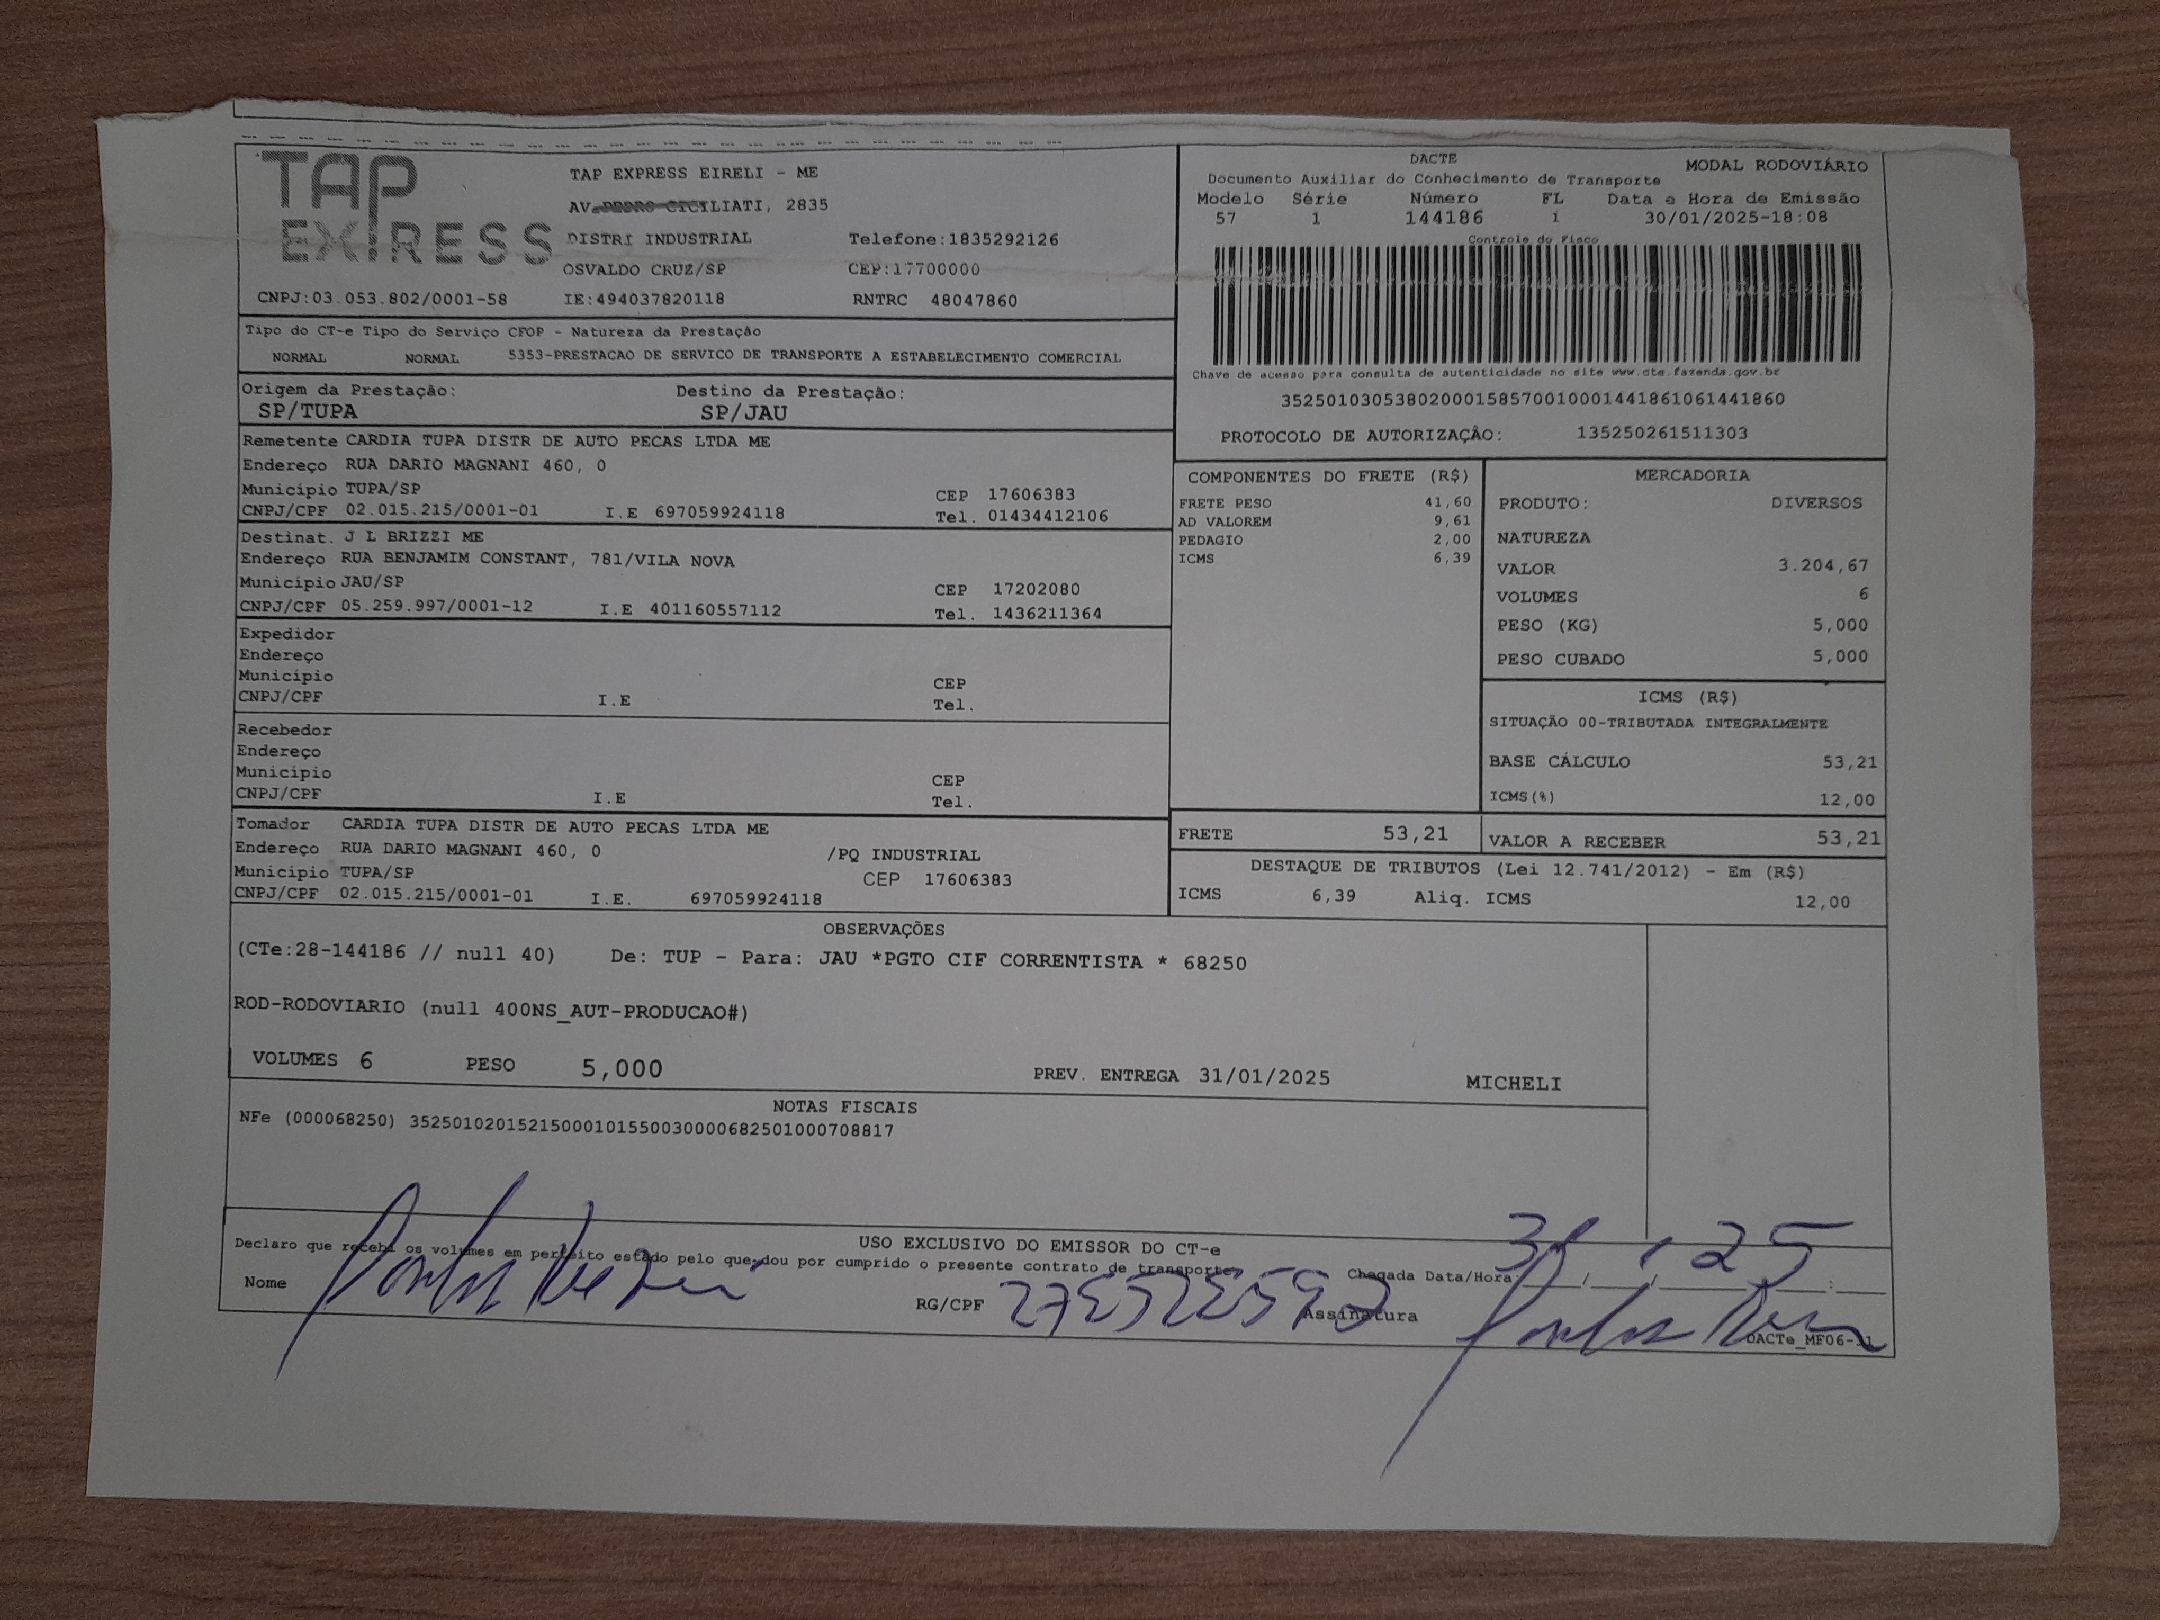 TAP EXPRESS
TAP EXPRESS EIRELI - ME
AV. PEDRO CICILIATI, 2835
DISTRI INDUSTRIAL Telefone:1835292126
OSVALDO CRUZ/SP CEP:17700000
CNPJ:03.053.802/0001-58 IE:494037820118 RNTRC 48047860
DACTE MODAL RODOVIÁRIO
Documento Auxiliar do Conhecimento de Transporte
Modelo Série Número FL Data e Hora de Emissão
57 1 144186 1 30/01/2025-18:08
Controle do Fisco
Chave de acesso para consulta de autenticidade no site www.cte.fazenda.gov.br
35250103053802000158570010001441861061441860
PROTOCOLO DE AUTORIZAÇÃO: 135250261511303
Tipo do CT-e Tipo do Serviço CFOP - Natureza da Prestação
NORMAL NORMAL 5353-PRESTACAO DE SERVICO DE TRANSPORTE A ESTABELECIMENTO COMERCIAL
Origem da Prestação: Destino da Prestação:
SP/TUPA SP/JAU
Remetente CARDIA TUPA DISTR DE AUTO PECAS LTDA ME
Endereço RUA DARIO MAGNANI 460, 0
Município TUPA/SP CEP 17606383
CNPJ/CPF 02.015.215/0001-01 I.E 697059924118 Tel. 01434412106
Destinat. J L BRIZZI ME
Endereço RUA BENJAMIM CONSTANT, 781/VILA NOVA
Município JAU/SP CEP 17202080
CNPJ/CPF 05.259.997/0001-12 I.E 401160557112 Tel. 1436211364
Expedidor
Endereço
Município CEP
CNPJ/CPF I.E Tel.
Recebedor
Endereço
Município CEP
CNPJ/CPF I.E Tel.
Tomador CARDIA TUPA DISTR DE AUTO PECAS LTDA ME
Endereço RUA DARIO MAGNANI 460, 0 /PQ INDUSTRIAL
Municipio TUPA/SP CEP 17606383
CNPJ/CPF 02.015.215/0001-01 I.E. 697059924118
COMPONENTES DO FRETE (R$)
FRETE PESO 41,60
AD VALOREM 9,61
PEDAGIO 2,00
ICMS 6,39
MERCADORIA
PRODUTO: DIVERSOS
NATUREZA
VALOR 3.204,67
VOLUMES 6
PESO (KG) 5,000
PESO CUBADO 5,000
ICMS (R$)
SITUAÇÃO 00-TRIBUTADA INTEGRALMENTE
BASE CÁLCULO 53,21
ICMS(%) 12,00
FRETE 53,21 VALOR A RECEBER 53,21
DESTAQUE DE TRIBUTOS (Lei 12.741/2012) - Em (R$)
ICMS 6,39 Aliq. ICMS 12,00
OBSERVAÇÕES
(CTe:28-144186 // null 40) De: TUP - Para: JAU *PGTO CIF CORRENTISTA * 68250
ROD-RODOVIARIO (null 400NS_AUT-PRODUCAO#)
VOLUMES 6 PESO 5,000 PREV. ENTREGA 31/01/2025 MICHELI
NOTAS FISCAIS
NFe (000068250) 35250102015215000101550030000682501000708817
USO EXCLUSIVO DO EMISSOR DO CT-e
Declaro que recebi os volumes em perfeito estado pelo que dou por cumprido o presente contrato de transporte
Nome RG/CPF Chegada Data/Hora
Assinatura
DACTe_MF06-11